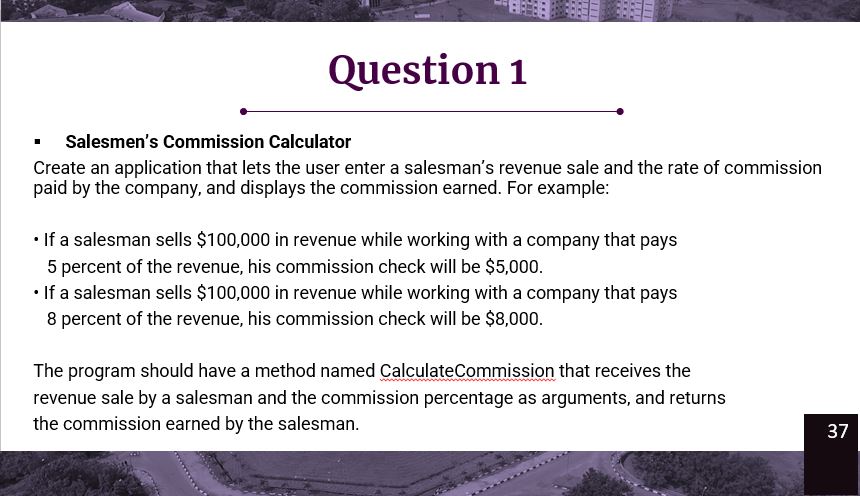 Question 1
▪ Salesmen’s Commission Calculator
Create an application that lets the user enter a salesman’s revenue sale and the rate of commission
paid by the company, and displays the commission earned. For example:
• If a salesman sells $100,000 in revenue while working with a company that pays
5 percent of the revenue, his commission check will be $5,000.
• If a salesman sells $100,000 in revenue while working with a company that pays
8 percent of the revenue, his commission check will be $8,000.
The program should have a method named CalculateCommission that receives the
revenue sale by a salesman and the commission percentage as arguments, and returns
the commission earned by the salesman.
37